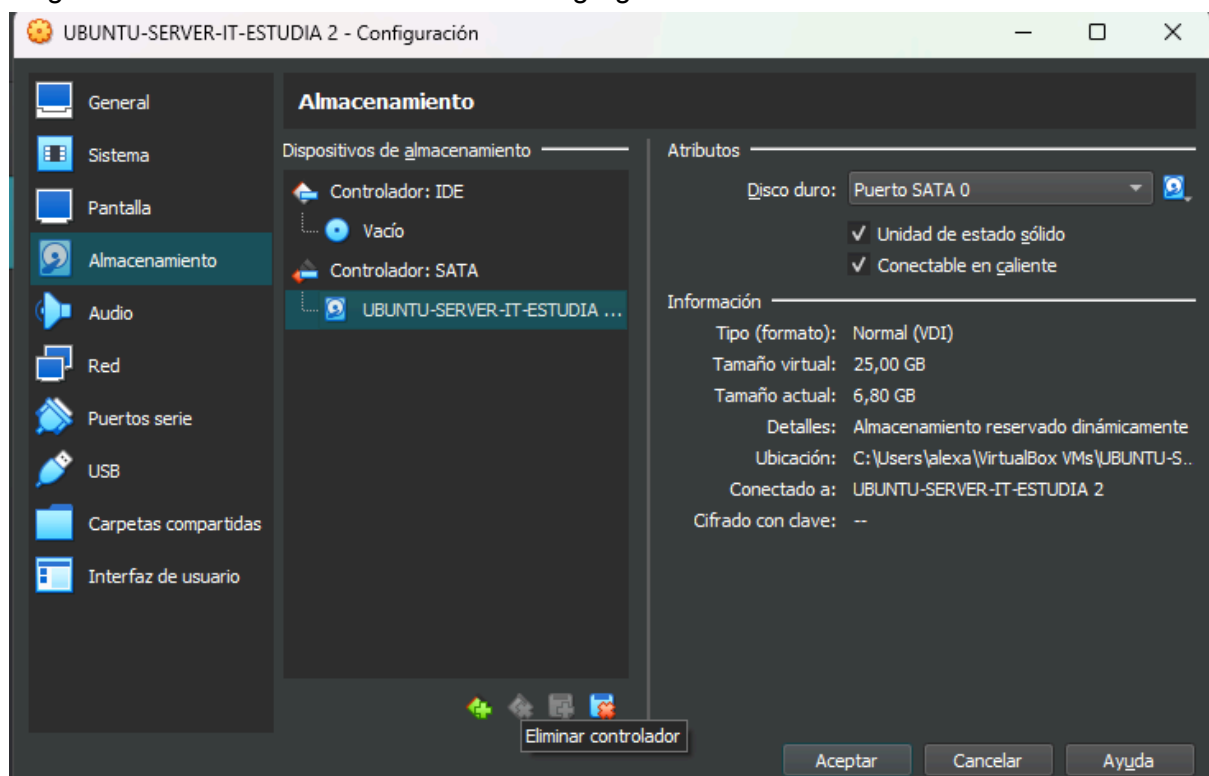 UBUNTU-SERVER-IT-ESTUDIA 2 - Configuración
General
Sistema
Pantalla
Almacenamiento
Audio
Red
Puertos serie
USB
Carpetas compartidas
Interfaz de usuario
Almacenamiento
Dispositivos de almacenamiento
Controlador: IDE
Vacío
Controlador: SATA
UBUNTU-SERVER-IT-ESTUDIA ...
Eliminar controlador
Atributos
Disco duro: Puerto SATA 0
Unidad de estado sólido
Conectable en caliente
Información
Tipo (formato): Normal (VDI)
Tamaño virtual: 25,00 GB
Tamaño actual: 6,80 GB
Detalles: Almacenamiento reservado dinámicamente
Ubicación: C:\Users\alexa\VirtualBox VMs\UBUNTU-S..
Conectado a: UBUNTU-SERVER-IT-ESTUDIA 2
Cifrado con clave: --
Aceptar Cancelar Ayuda